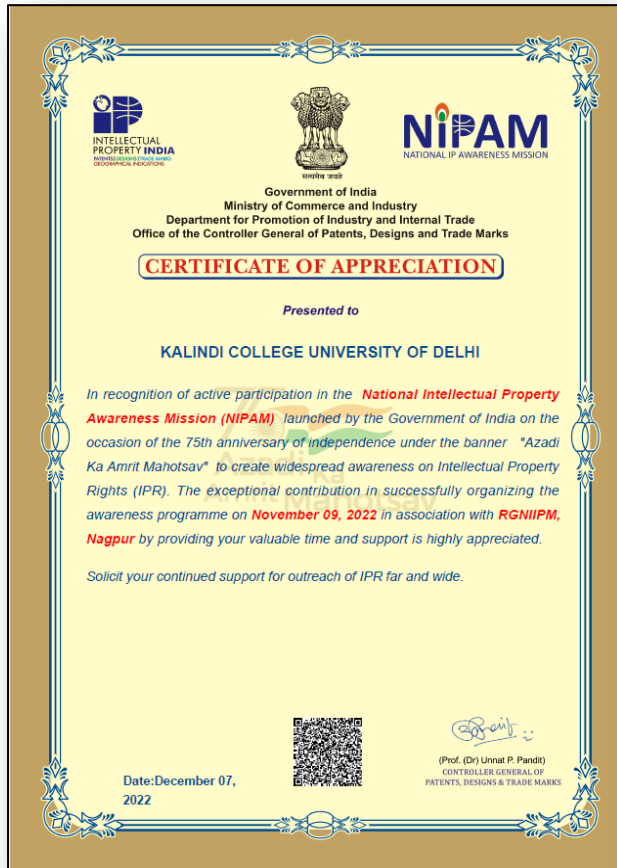 INTELLECTUAL
PROPERTY INDIA
PATENTS|DESIGNS|TRADE MARKS
GEOGRAPHICAL INDICATIONS
सत्यमेव जयते
NiPAM
NATIONAL IP AWARENESS MISSION
Government of India
Ministry of Commerce and Industry
Department for Promotion of Industry and Internal Trade
Office of the Controller General of Patents, Designs and Trade Marks
CERTIFICATE OF APPRECIATION
Presented to
KALINDI COLLEGE UNIVERSITY OF DELHI
In recognition of active participation in the National Intellectual Property
Awareness Mission (NIPAM) launched by the Government of India on the
occasion of the 75th anniversary of independence under the banner "Azadi
Ka Amrit Mahotsav" to create widespread awareness on Intellectual Property
Rights (IPR). The exceptional contribution in successfully organizing the
awareness programme on November 09, 2022 in association with RGNIIPM,
Nagpur by providing your valuable time and support is highly appreciated.
Solicit your continued support for outreach of IPR far and wide.
75
Azadi Ka
Amrit Mahotsav
(Prof. (Dr) Unnat P. Pandit)
CONTROLLER GENERAL OF
PATENTS, DESIGNS & TRADE MARKS
Date:December 07,
2022